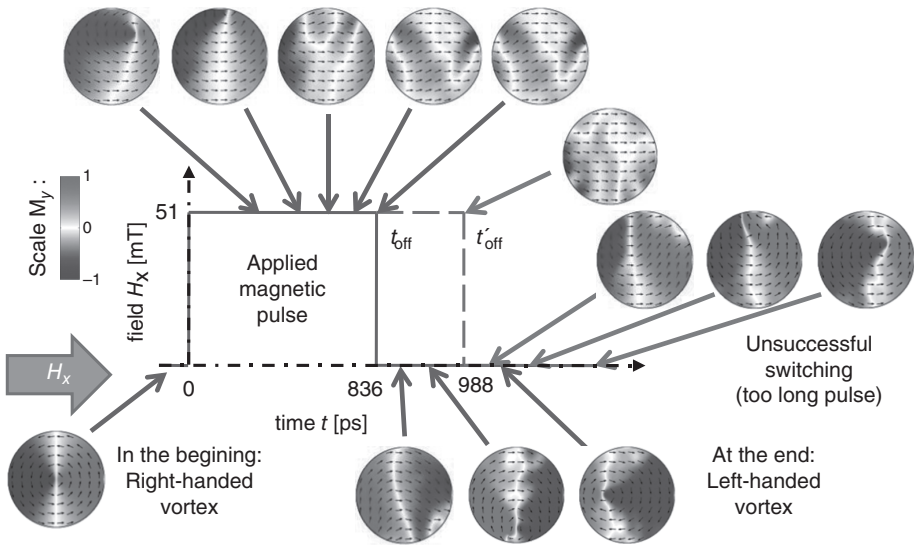 Scale My :
1
0
−1
field Hx [mT]
51
Applied
magnetic
pulse
toff
t′off
Hx
0
836
988
time t [ps]
Unsuccessful
switching
(too long pulse)
In the begining:
Right-handed
vortex
At the end:
Left-handed
vortex